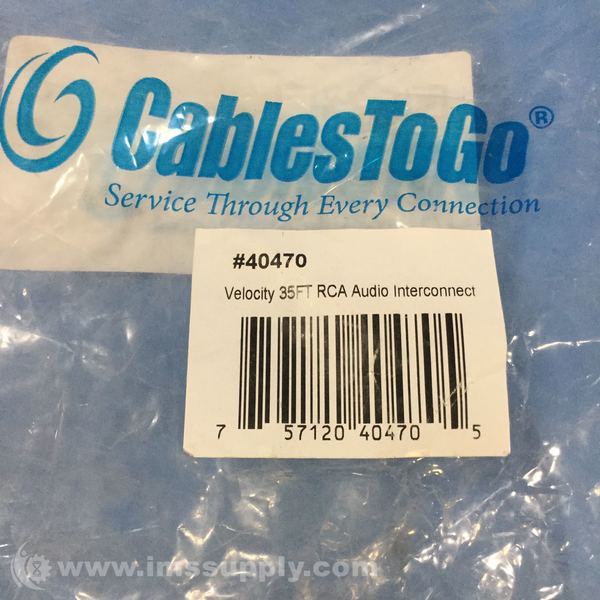 CablesToGo®
Service Through Every Connection
#40470
Velocity 35FT RCA Audio Interconnect
7 57120 40470 5
www.imssupply.com